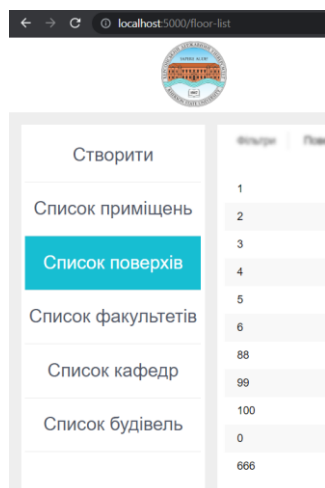 localhost:5000/floor-list
Створити
Список приміщень
Список поверхів
Список факультетів
Список кафедр
Список будівель
Фільтри
1
2
3
4
5
6
88
99
100
0
666